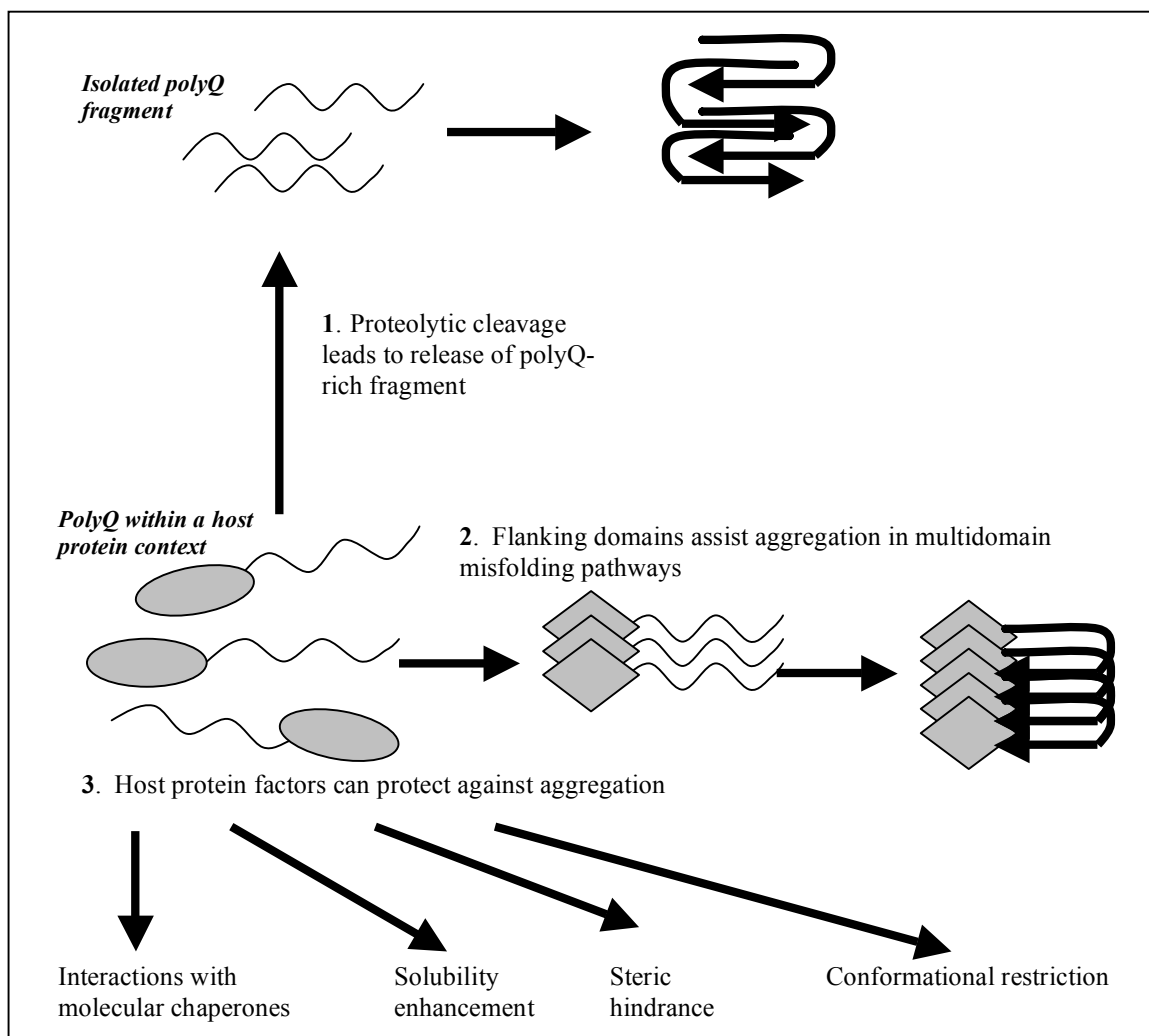 Isolated polyQ
fragment
1. Proteolytic cleavage
leads to release of polyQ-
rich fragment
PolyQ within a host
protein context
2. Flanking domains assist aggregation in multidomain
misfolding pathways
3. Host protein factors can protect against aggregation
Interactions with
molecular chaperones
Solubility
enhancement
Steric
hindrance
Conformational restriction